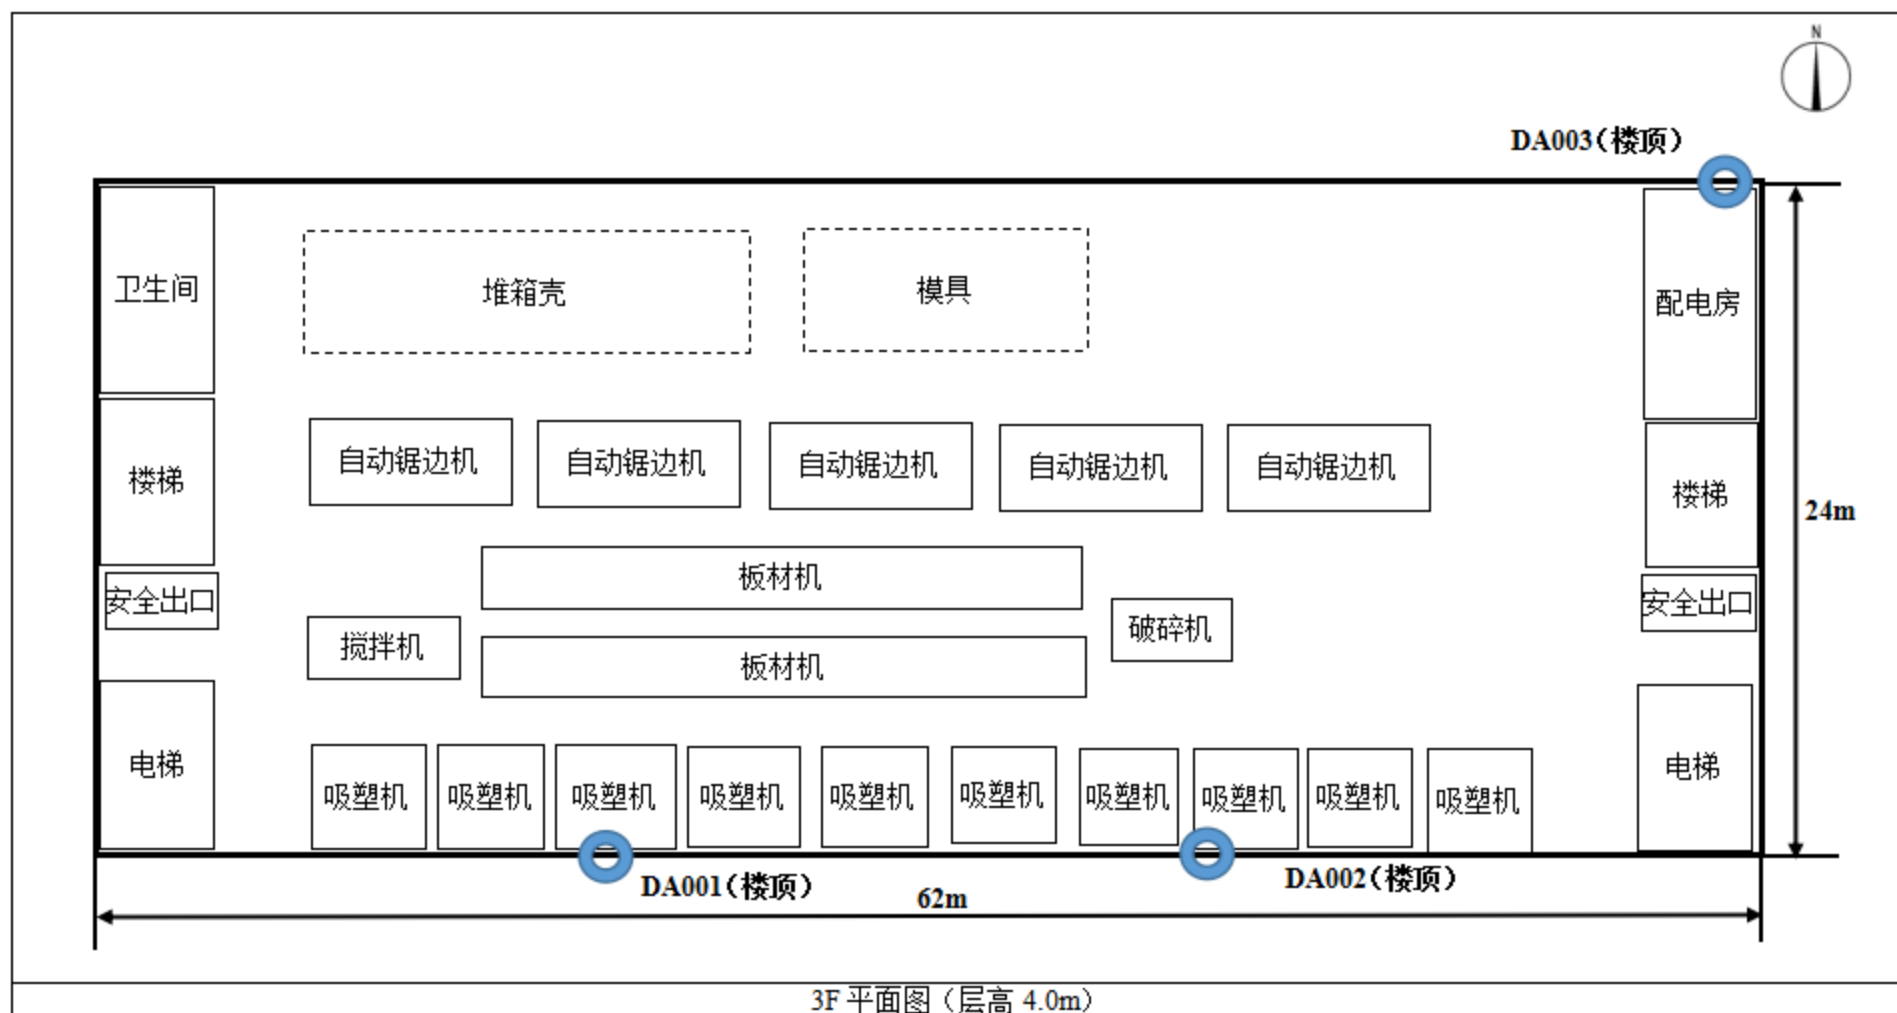 N
DA003（楼顶）
卫生间
堆箱壳
模具
配电房
自动锯边机
自动锯边机
自动锯边机
自动锯边机
自动锯边机
楼梯
楼梯
24m
板材机
安全出口
安全出口
破碎机
搅拌机
板材机
电梯
电梯
吸塑机
吸塑机
吸塑机
吸塑机
吸塑机
吸塑机
吸塑机
吸塑机
吸塑机
吸塑机
DA001（楼顶）
DA002（楼顶）
62m
3F 平面图（层高 4.0m）